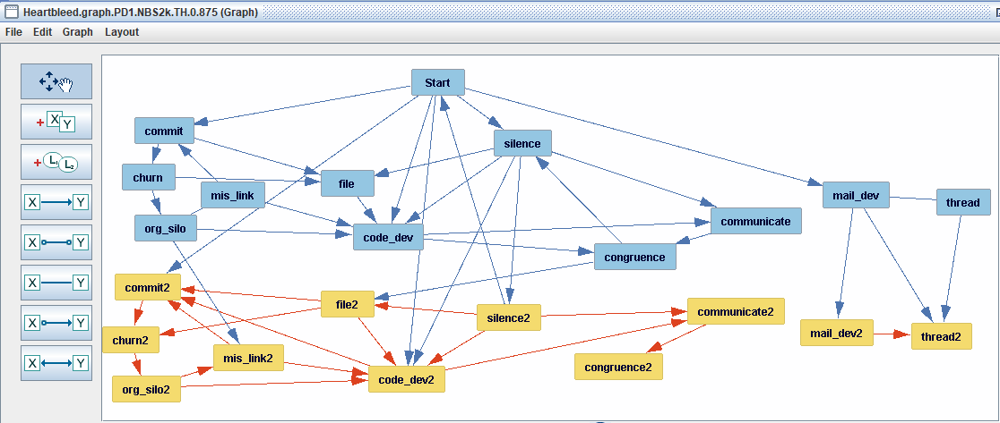 Heartbleed.graph.PD1.NBS2k.TH.0.875 (Graph)
File Edit Graph Layout
Start
commit
silence
churn
file
mis_link
mail_dev
thread
org_silo
code_dev
communicate
congruence
commit2
file2
silence2
communicate2
churn2
mis_link2
mail_dev2
thread2
org_silo2
code_dev2
congruence2
+ X Y
+ L1 L2
X Y
X Y
X Y
X Y
X Y